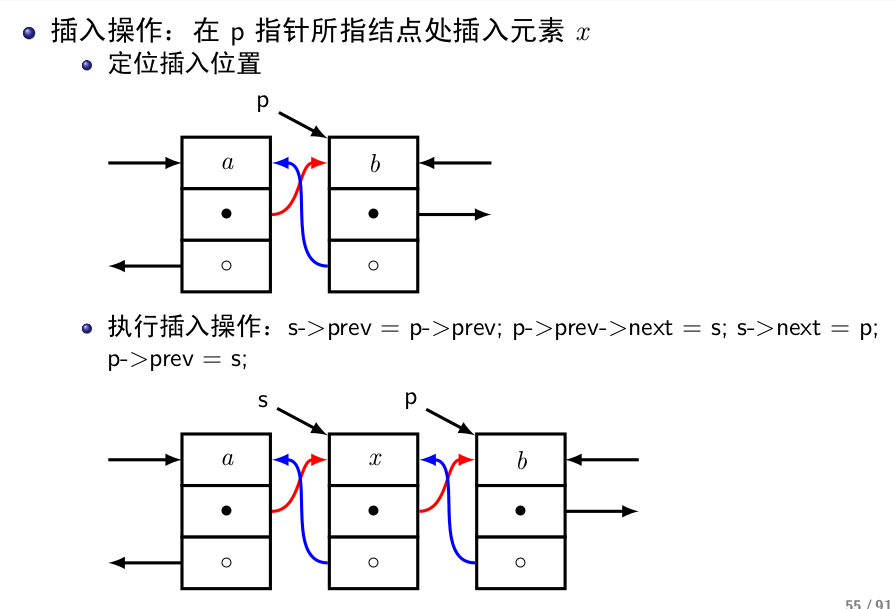 插入操作：在 p 指针所指结点处插入元素 x
定位插入位置
p
a
b
执行插入操作：s->prev = p->prev; p->prev->next = s; s->next = p;
p->prev = s;
s
p
a
x
b
55 / 91